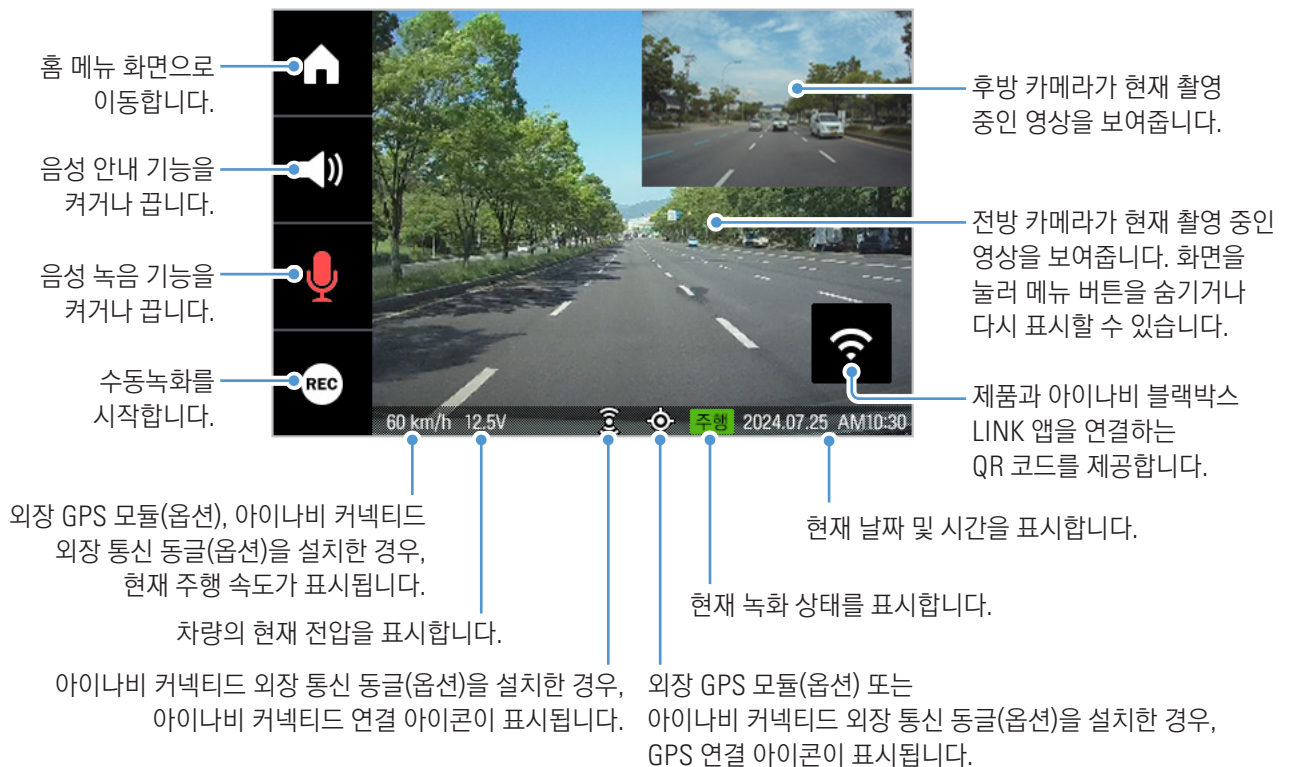 홈 메뉴 화면으로
이동합니다.
음성 안내 기능을
켜거나 끕니다.
음성 녹음 기능을
켜거나 끕니다.
수동녹화를
시작합니다.
REC
후방 카메라가 현재 촬영
중인 영상을 보여줍니다.
전방 카메라가 현재 촬영 중인
영상을 보여줍니다. 화면을
눌러 메뉴 버튼을 숨기거나
다시 표시할 수 있습니다.
제품과 아이나비 블랙박스
LINK 앱을 연결하는
QR 코드를 제공합니다.
60 km/h 12.5V 주행 2024.07.25 AM10:30
외장 GPS 모듈(옵션), 아이나비 커넥티드
외장 통신 동글(옵션)을 설치한 경우,
현재 주행 속도가 표시됩니다.
차량의 현재 전압을 표시합니다.
아이나비 커넥티드 외장 통신 동글(옵션)을 설치한 경우,
아이나비 커넥티드 연결 아이콘이 표시됩니다.
외장 GPS 모듈(옵션) 또는
아이나비 커넥티드 외장 통신 동글(옵션)을 설치한 경우,
GPS 연결 아이콘이 표시됩니다.
현재 녹화 상태를 표시합니다.
현재 날짜 및 시간을 표시합니다.